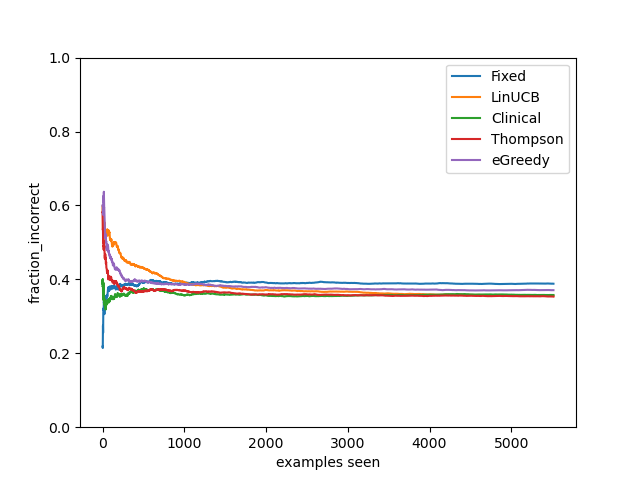 1.0
0.8
0.6
0.4
0.2
0.0
fraction_incorrect
0 1000 2000 3000 4000 5000
examples seen
Fixed
LinUCB
Clinical
Thompson
eGreedy